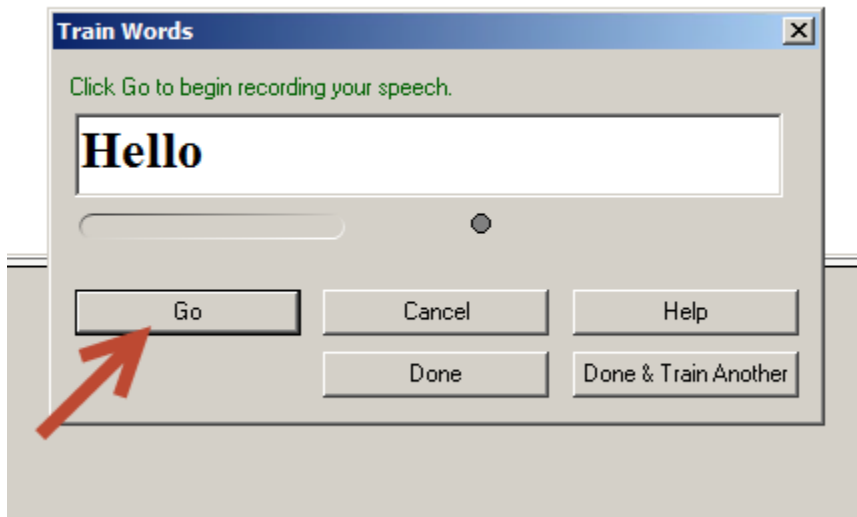 Train Words
Click Go to begin recording your speech.
Hello
Go
Cancel
Help
Done
Done & Train Another